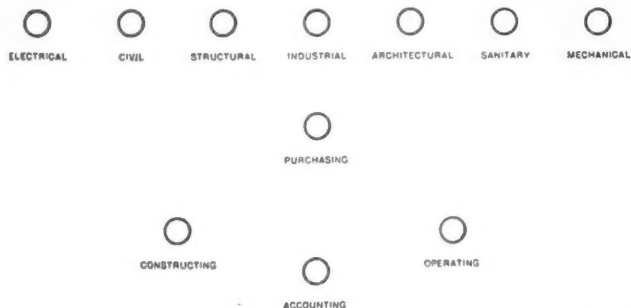 ELECTRICAL CIVIL STRUCTURAL INDUSTRIAL ARCHITECTURAL SANITARY MECHANICAL
PURCHASING
CONSTRUCTING OPERATING
ACCOUNTING